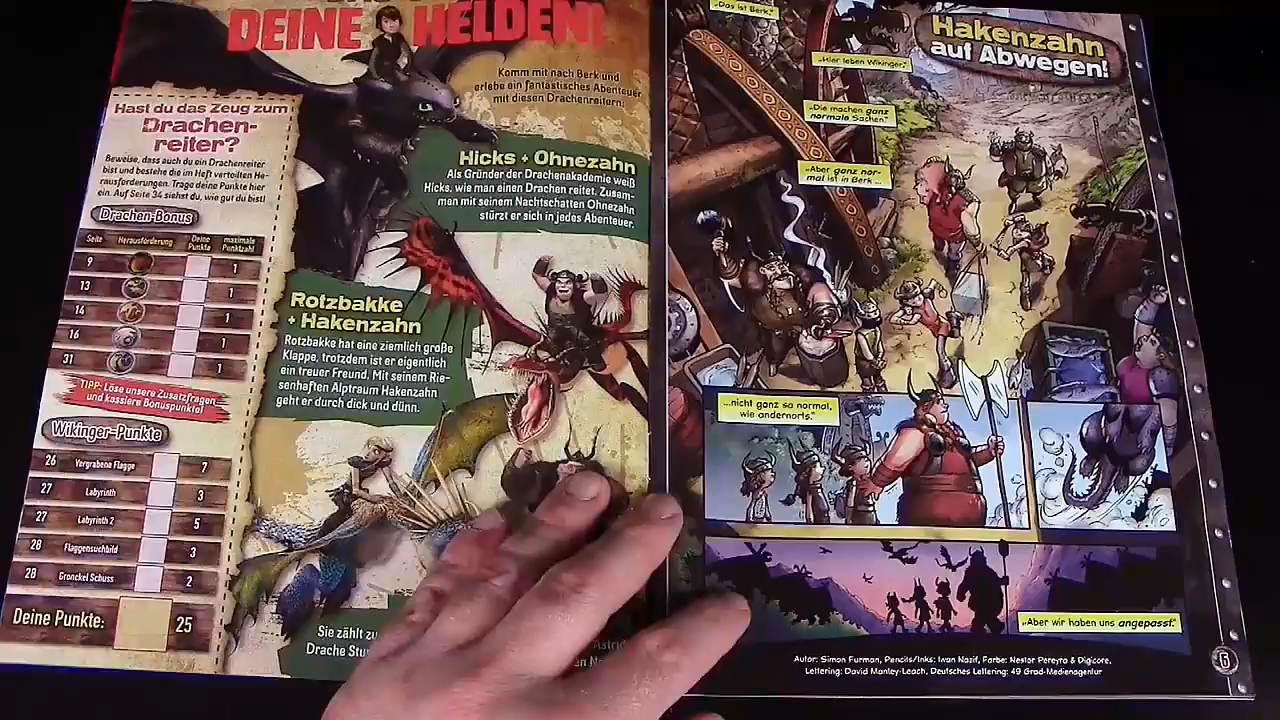 DEINE HELDEN!
Komm mit nach Berk und
erlebe ein fantastisches Abenteuer
mit diesen Drachenreitern:
Hast du das Zeug zum
Drachen-
reiter?
Beweise, dass auch du ein Drachenreiter
bist und bestehe die im Heft verteilten He-
rausforderungen. Trage deine Punkte hier
ein. Auf Seite 34 siehst du, wie gut du bist!
Drachen-Bonus
Seite Herausforderung Deine Punkte maximale Punktzahl
9 1
13 1
14 1
16 1
31 1
TIPP: Löse unsere Zusatzfragen
und kassiere Bonuspunkte!
Wikinger-Punkte
26 Vergrabene Flagge 7
27 Labyrinth 3
27 Labyrinth 2 5
28 Flaggensuchbild 3
28 Gronckel Schuss 2
Deine Punkte: 25
Hicks + Ohnezahn
Als Gründer der Drachenakademie weiß
Hicks, wie man einen Drachen reitet. Zusam-
men mit seinem Nachtschatten Ohnezahn
stürzt er sich in jedes Abenteuer.
Rotzbakke
+ Hakenzahn
Rotzbakke hat eine ziemlich große
Klappe, trotzdem ist er eigentlich
ein treuer Freund. Mit seinem Rie-
senhaften Alptraum Hakenzahn
geht er durch dick und dünn.
Sie zählt zu
Drache Stu
Astrid
„Das ist Berk.“
Hakenzahn
auf Abwegen!
„Hier leben Wikinger.“
„Die machen ganz
normale Sachen.“
„Aber ganz nor-
mal ist in Berk ...
...nicht ganz so normal,
wie andernorts.“
„Aber wir haben uns angepasst.“
Autor: Simon Furman, Pencils/Inks: Iwan Nazif, Farbe: Nestor Pereyra & Digicore,
Lettering: David Manley-Leach, Deutsches Lettering: 49 Grad-Medienagentur
6